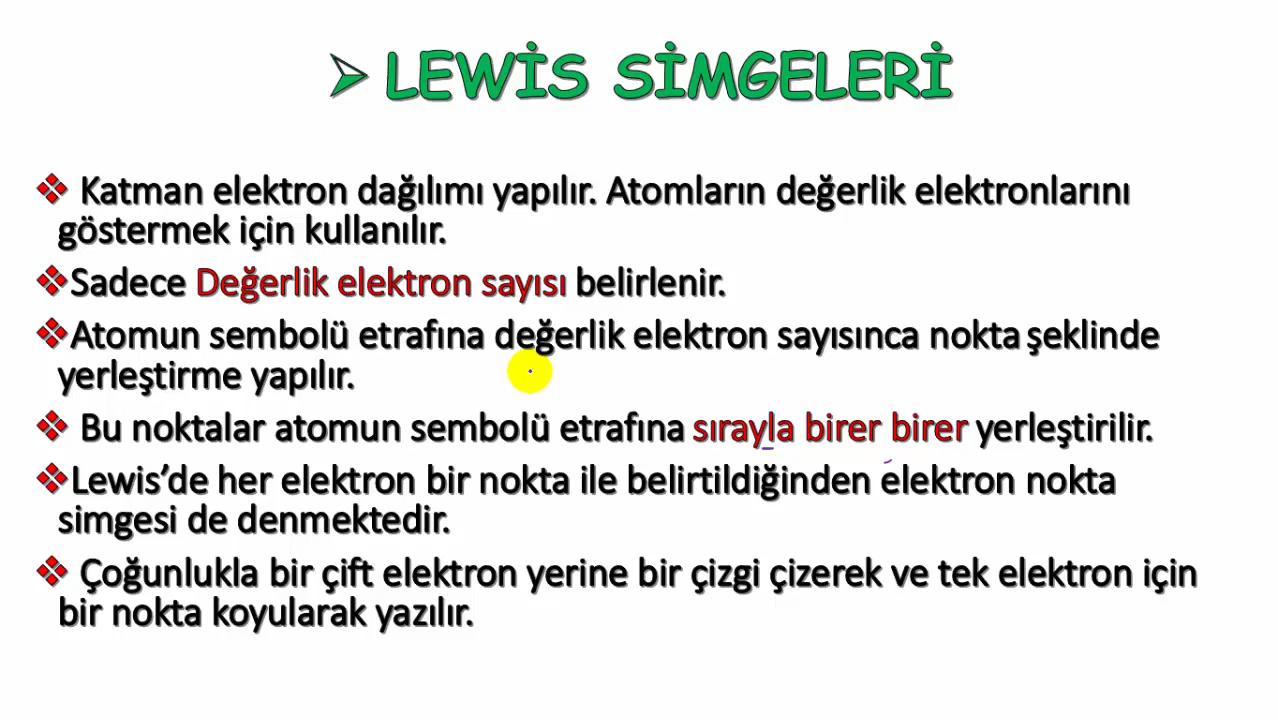 LEWİS SİMGELERİ
Katman elektron dağılımı yapılır. Atomların değerlik elektronlarını
göstermek için kullanılır.
Sadece Değerlik elektron sayısı belirlenir.
Atomun sembolü etrafına değerlik elektron sayısınca nokta şeklinde
yerleştirme yapılır.
Bu noktalar atomun sembolü etrafına sırayla birer birer yerleştirilir.
Lewis’de her elektron bir nokta ile belirtildiğinden elektron nokta
simgesi de denmektedir.
Çoğunlukla bir çift elektron yerine bir çizgi çizerek ve tek elektron için
bir nokta koyularak yazılır.